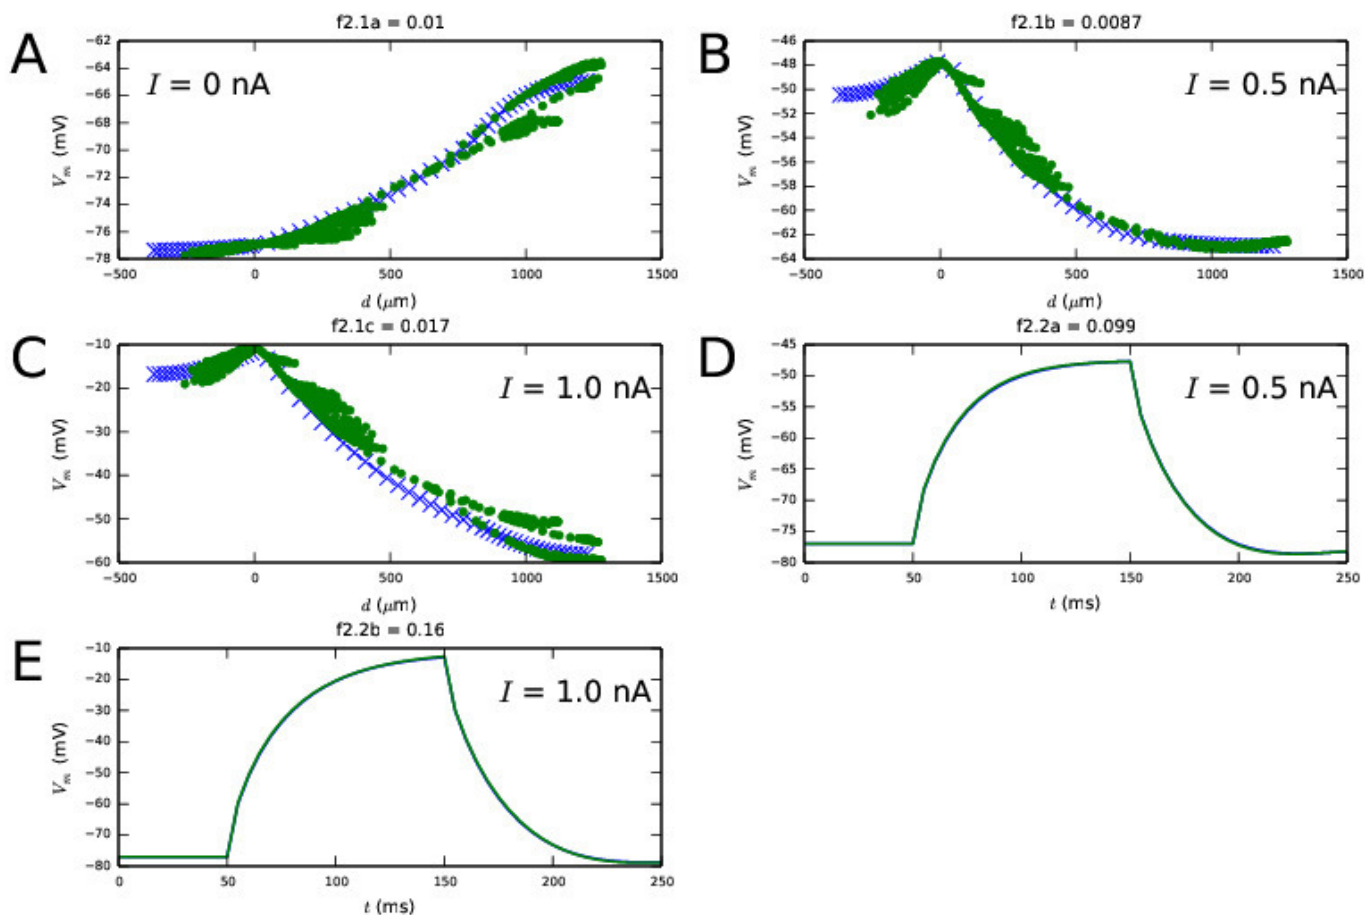 A
f2.1a = 0.01
I = 0 nA
−62
−64
−66
−68
−70
−72
−74
−76
−78
Vm (mV)
−500
0
500
1000
1500
d (μm)
B
f2.1b = 0.0087
I = 0.5 nA
−46
−48
−50
−52
−54
−56
−58
−60
−62
−64
Vm (mV)
−500
0
500
1000
1500
d (μm)
C
f2.1c = 0.017
I = 1.0 nA
−10
−20
−30
−40
−50
−60
Vm (mV)
−500
0
500
1000
1500
d (μm)
D
f2.2a = 0.099
I = 0.5 nA
−45
−50
−55
−60
−65
−70
−75
−80
Vm (mV)
0
50
100
150
200
250
t (ms)
E
f2.2b = 0.16
I = 1.0 nA
−10
−20
−30
−40
−50
−60
−70
−80
Vm (mV)
0
50
100
150
200
250
t (ms)